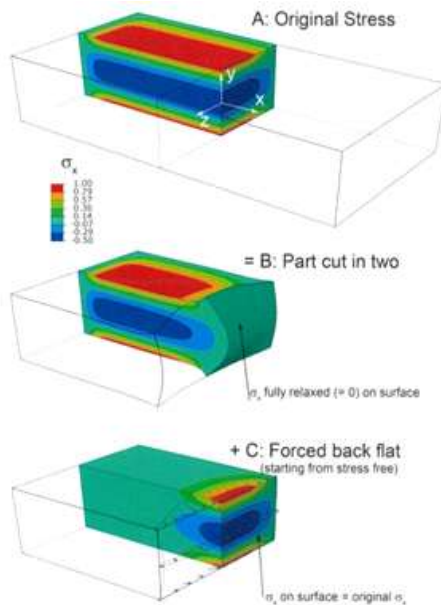 A: Original Stress
y
x
z
σx
1.00
0.79
0.57
0.36
0.14
-0.07
-0.29
-0.50
= B: Part cut in two
σx fully relaxed (= 0) on surface
+ C: Forced back flat
(starting from stress free)
σx on surface = original σx